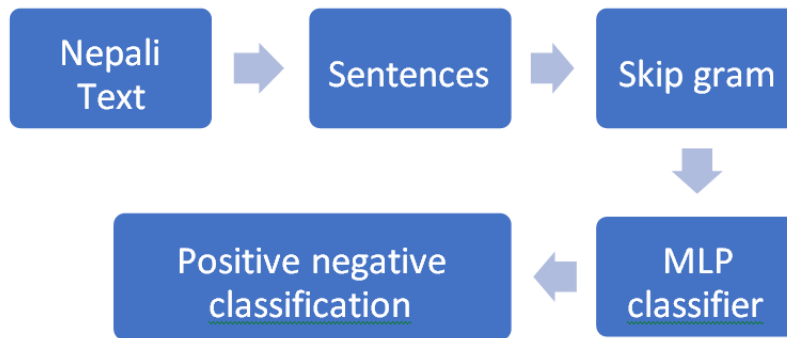 Nepali
Text
Sentences
Skip gram
MLP
classifier
Positive negative
classification